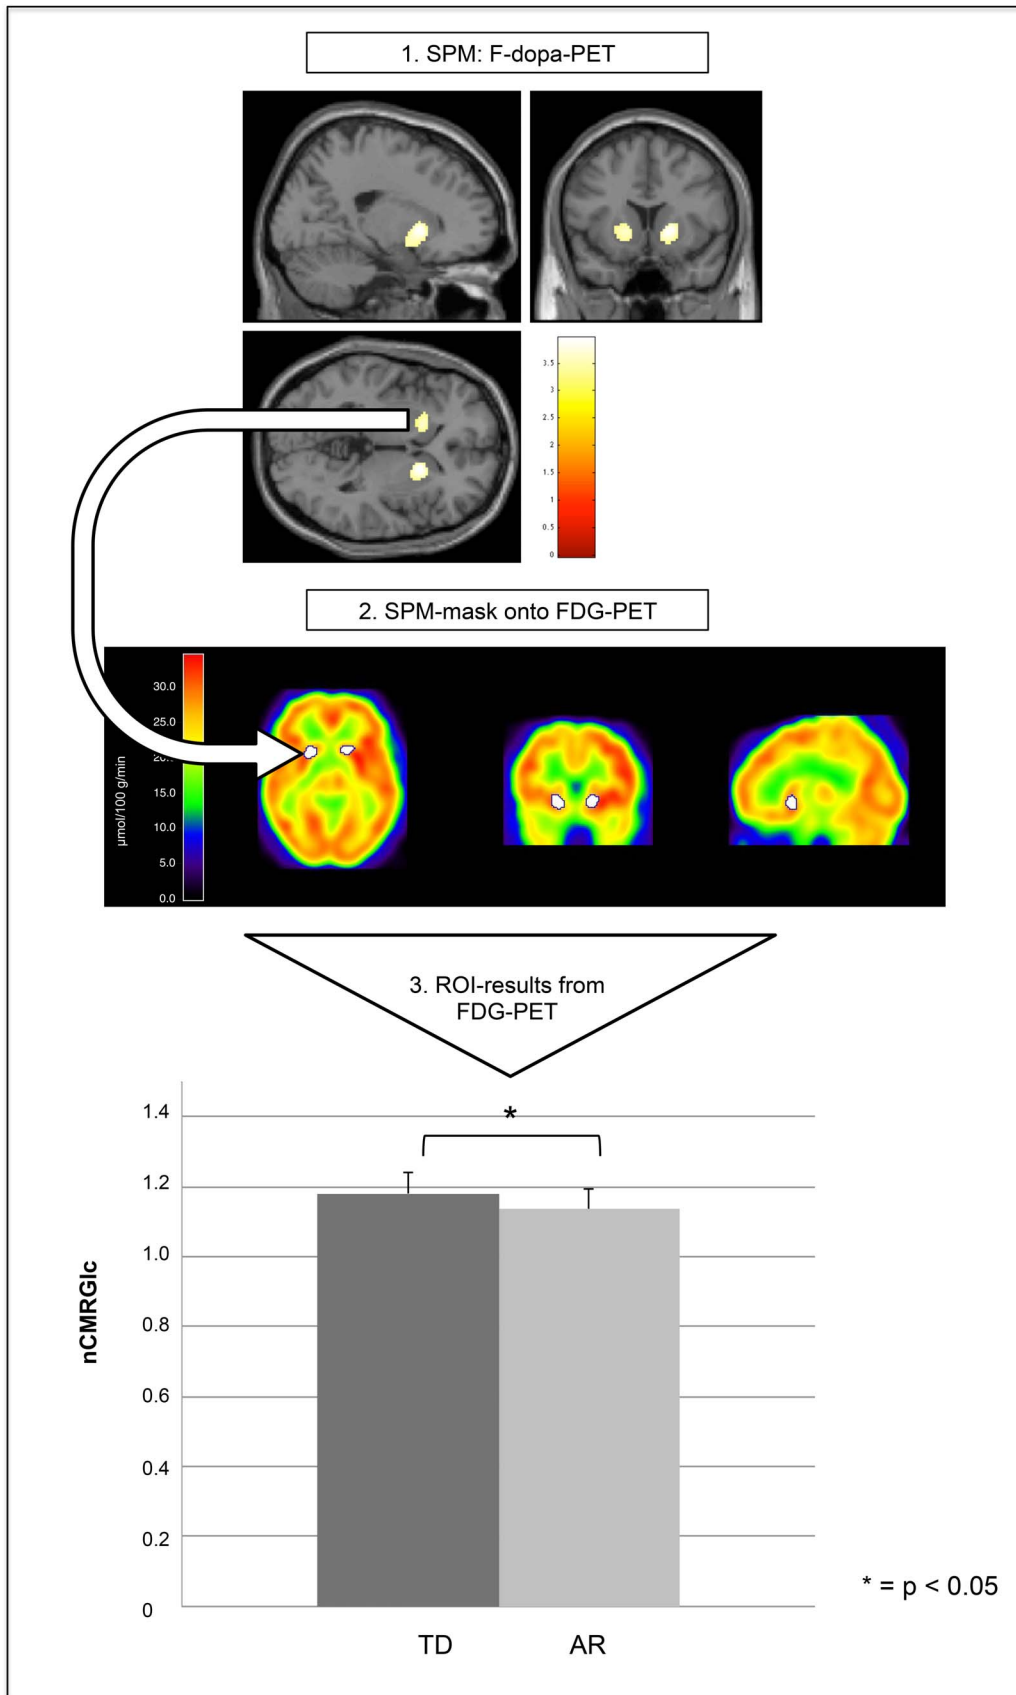 1. SPM: F-dopa-PET
3.5
3
2.5
2
1.5
1
0.5
0
2. SPM-mask onto FDG-PET
µmol/100 g/min
30.0
25.0
20.0
15.0
10.0
5.0
0.0
3. ROI-results from
FDG-PET
nCMRGlc
1.4
1.2
1.0
0.8
0.6
0.4
0.2
0
*
TD
AR
* = p < 0.05